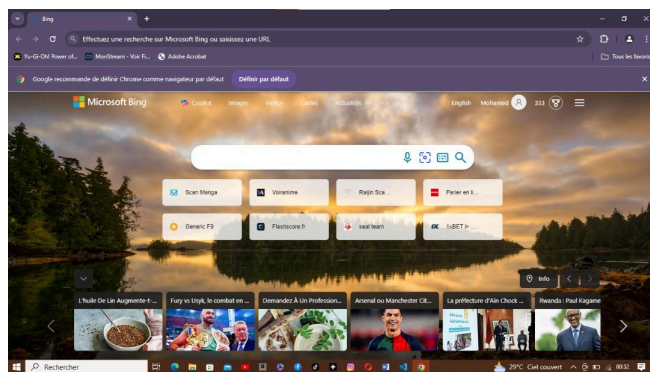 Bing
Effectuez une recherche sur Microsoft Bing ou saisissez une URL
Yu-Gi-Oh! Power of... MonStream - Voir Fi... Adobe Acrobat Tous les favoris
Google recommande de définir Chrome comme navigateur par défaut Définir par défaut
Microsoft Bing Copilot Images Vidéos Cartes Actualités English Mohamed 333
Scan Manga Voiranime Raijin Sca... Parier en li...
Generic F9 Flashscore.fr seal team 1xBET ⊳ ...
Info
L'huile De Lin Augmente-t-... Fury vs Usyk, le combat en ... Demandez À Un Profession... Arsenal ou Manchester Cit... La préfecture d'Aïn Chock ... Rwanda : Paul Kagame
Rechercher 29°C Ciel couvert 00:32